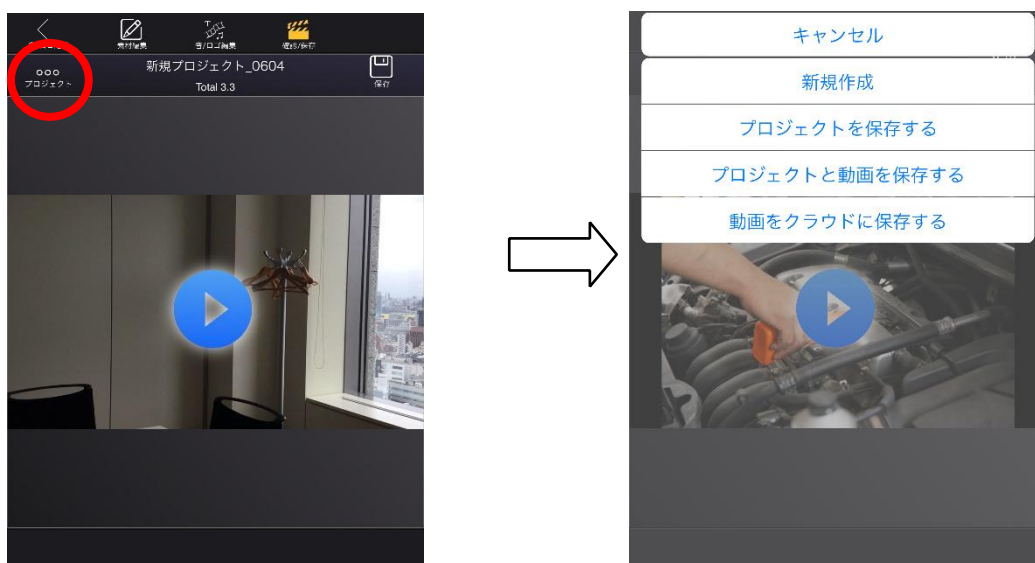 素材編集
音/ロゴ編集
連結/保存
プロジェクト
新規プロジェクト_0604
Total 3.3
保存
キャンセル
新規作成
プロジェクトを保存する
プロジェクトと動画を保存する
動画をクラウドに保存する